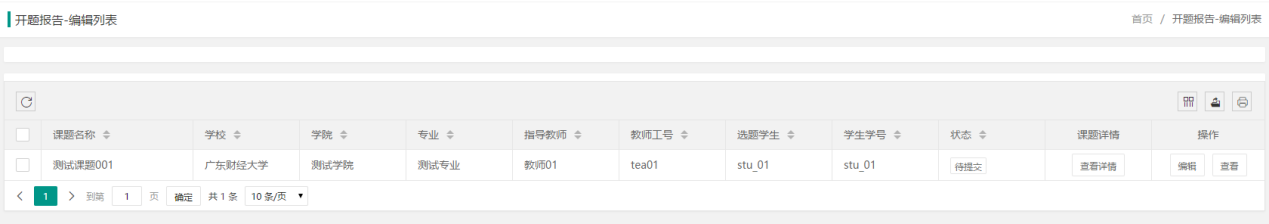 开题报告-编辑列表 首页 / 开题报告-编辑列表
课题名称 学校 学院 专业 指导教师 教师工号 选题学生 学生学号 状态 课题详情 操作
测试课题001 广东财经大学 测试学院 测试专业 教师01 tea01 stu_01 stu_01 待提交 查看详情 编辑 查看
1 到第 1 页 确定 共 1 条 10 条/页